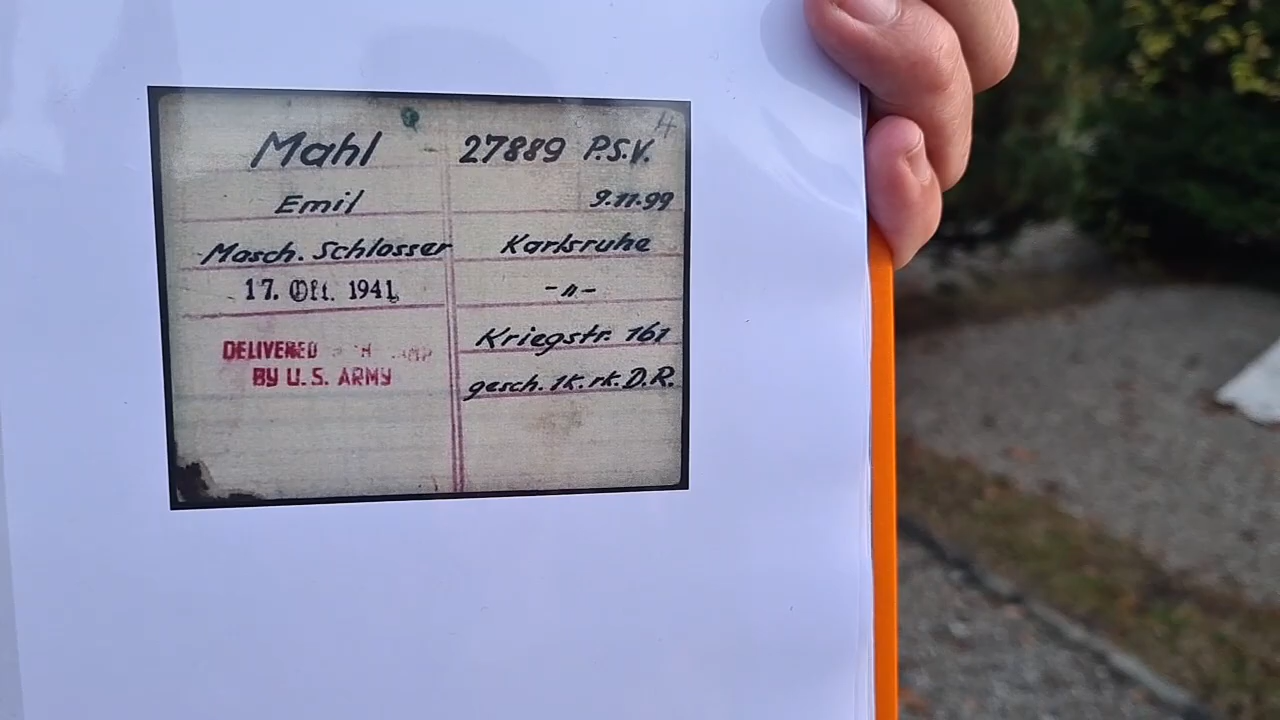 Mahl
27889 P.S.V.
H
Emil
9.11.99
Masch. Schlosser
Karlsruhe
17. Okt. 1941
-"-
Kriegstr. 161
DELIVERED
BY U.S. ARMY
gesch. 1K. rk. D.R.